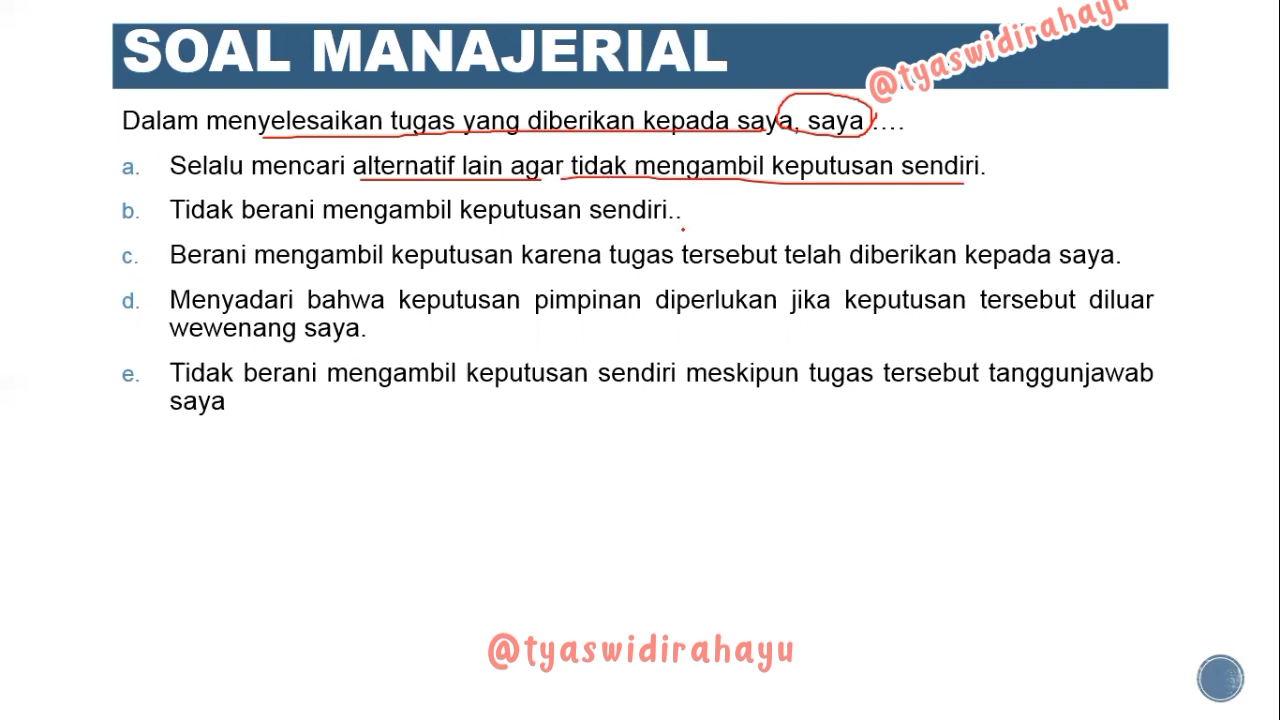 SOAL MANAJERIAL
@tyaswidirahayu
Dalam menyelesaikan tugas yang diberikan kepada saya, saya ….
a. Selalu mencari alternatif lain agar tidak mengambil keputusan sendiri.
b. Tidak berani mengambil keputusan sendiri..
c. Berani mengambil keputusan karena tugas tersebut telah diberikan kepada saya.
d. Menyadari bahwa keputusan pimpinan diperlukan jika keputusan tersebut diluar
wewenang saya.
e. Tidak berani mengambil keputusan sendiri meskipun tugas tersebut tanggunjawab
saya
@tyaswidirahayu